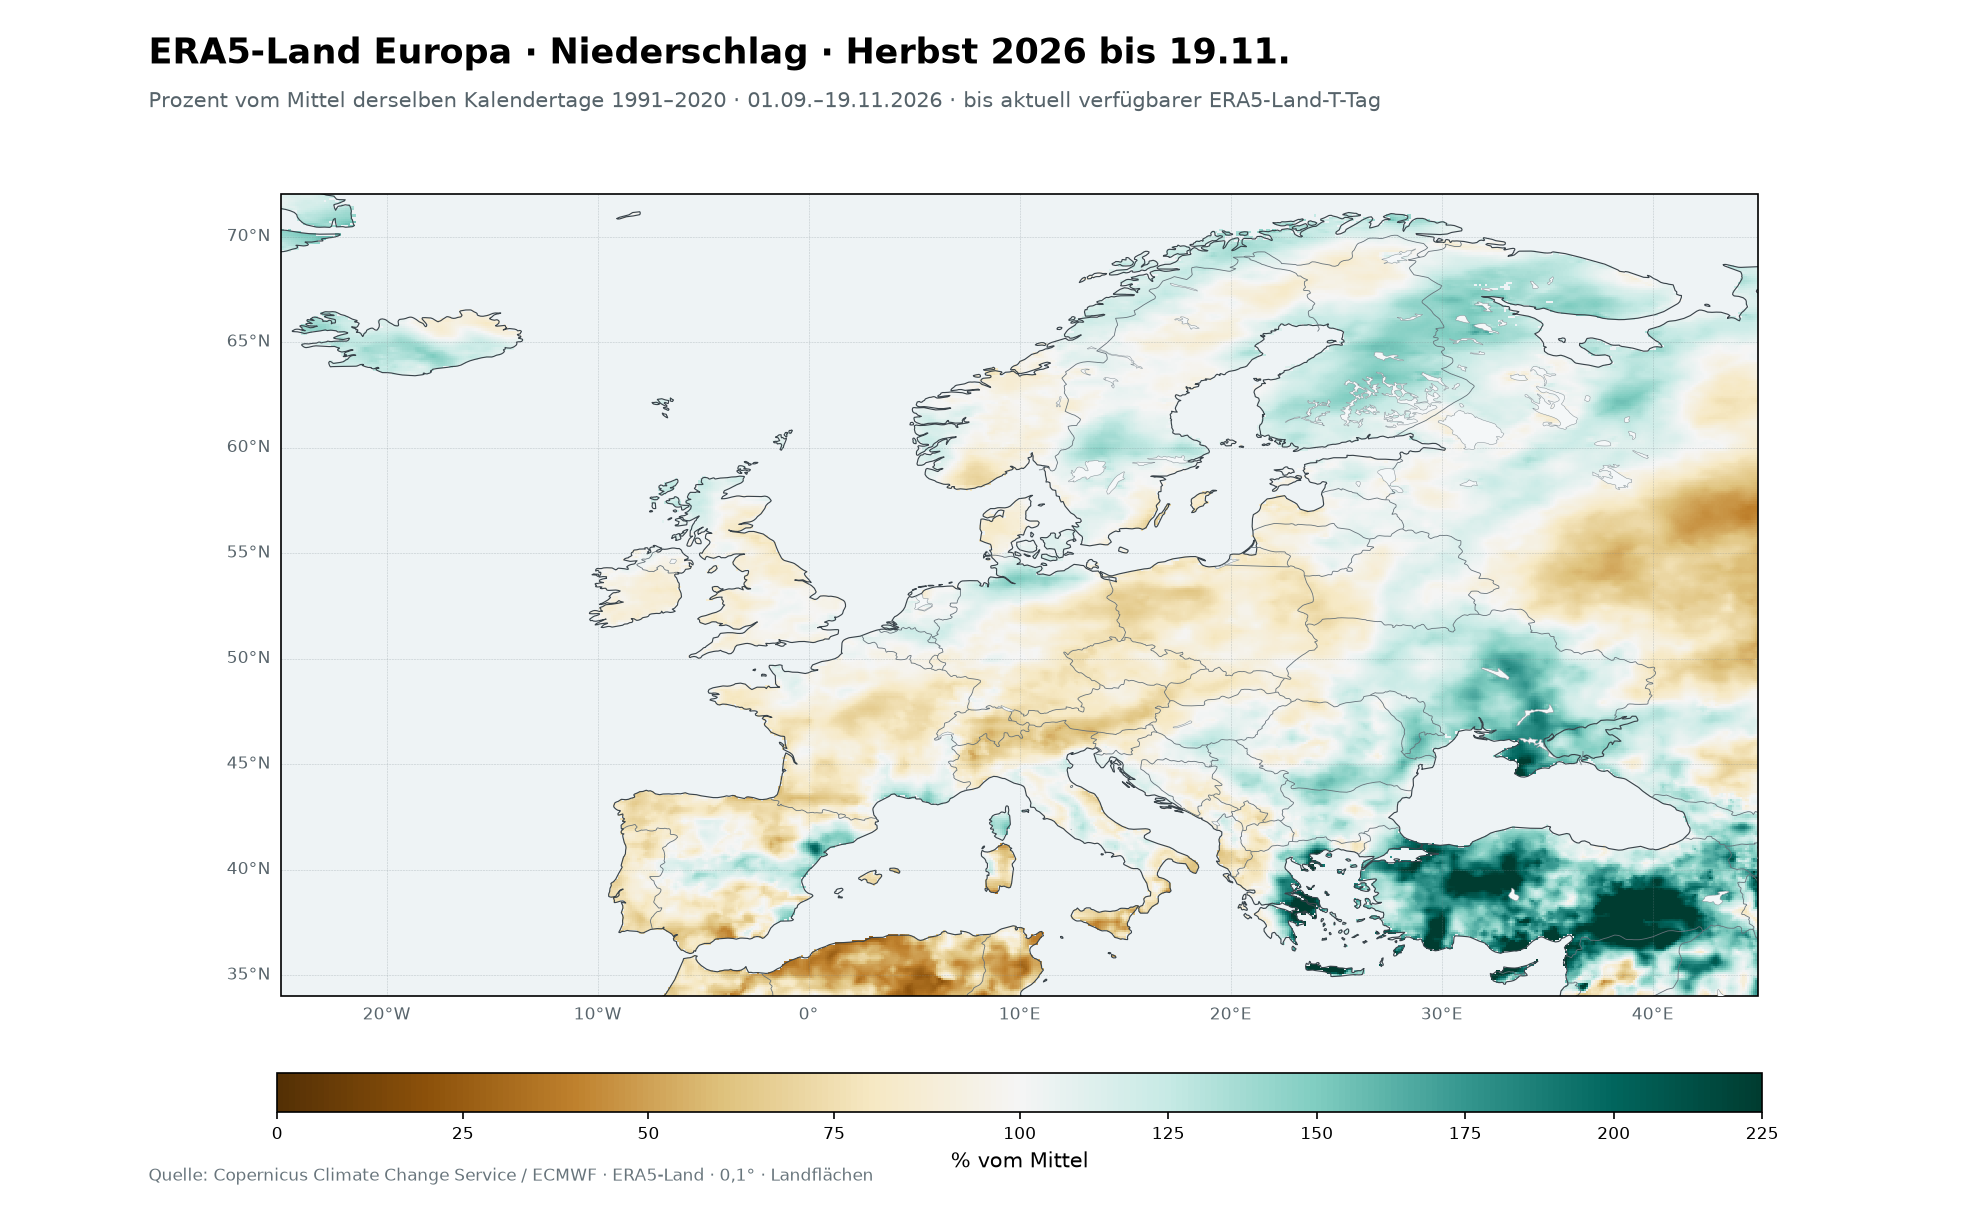 ERA5-Land Europa · Niederschlag · Herbst 2026 bis 19.11.
Prozent vom Mittel derselben Kalendertage 1991–2020 · 01.09.–19.11.2026 · bis aktuell verfügbarer ERA5-Land-T-Tag
70°N
65°N
60°N
55°N
50°N
45°N
40°N
35°N
20°W 10°W 0° 10°E 20°E 30°E 40°E
0 25 50 75 100 125 150 175 200 225
% vom Mittel
Quelle: Copernicus Climate Change Service / ECMWF · ERA5-Land · 0,1° · Landflächen